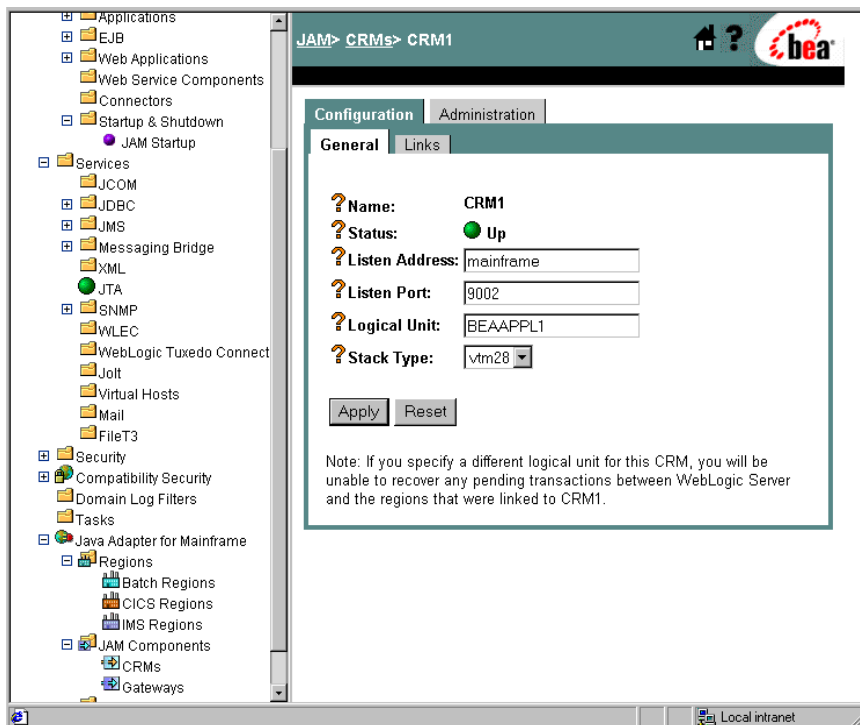 Applications
EJB
Web Applications
Web Service Components
Connectors
Startup & Shutdown
JAM Startup
Services
JCOM
JDBC
JMS
Messaging Bridge
XML
JTA
SNMP
WLEC
WebLogic Tuxedo Connect
Jolt
Virtual Hosts
Mail
FileT3
Security
Compatibility Security
Domain Log Filters
Tasks
Java Adapter for Mainframe
Regions
Batch Regions
CICS Regions
IMS Regions
JAM Components
CRMs
Gateways
JAM> CRMs> CRM1
?
bea
Configuration Administration
General Links
? Name: CRM1
? Status: Up
? Listen Address: mainframe
? Listen Port: 9002
? Logical Unit: BEAAPPL1
? Stack Type: vtm28
Apply Reset
Note: If you specify a different logical unit for this CRM, you will be
unable to recover any pending transactions between WebLogic Server
and the regions that were linked to CRM1.
Local intranet